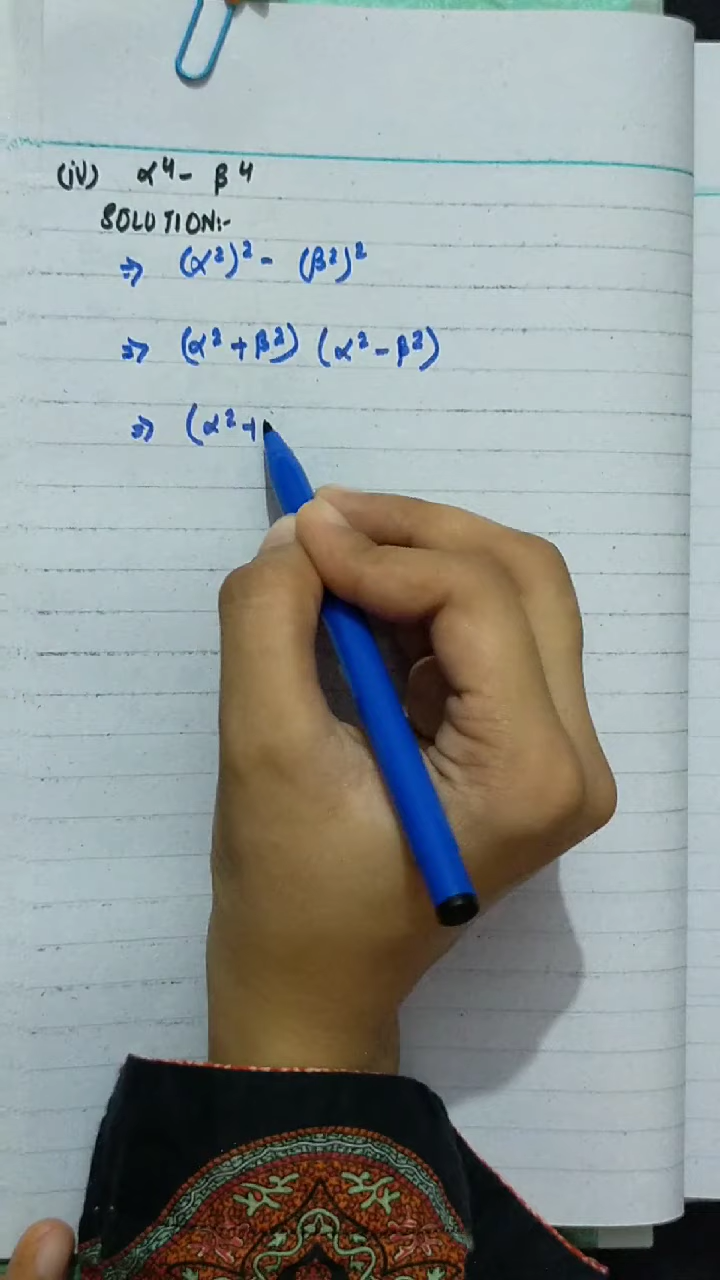 (iv) α⁴ - β⁴
SOLUTION:-
⇒ (α²)² - (β²)²
⇒ (α² + β²) (α² - β²)
⇒ (α² +